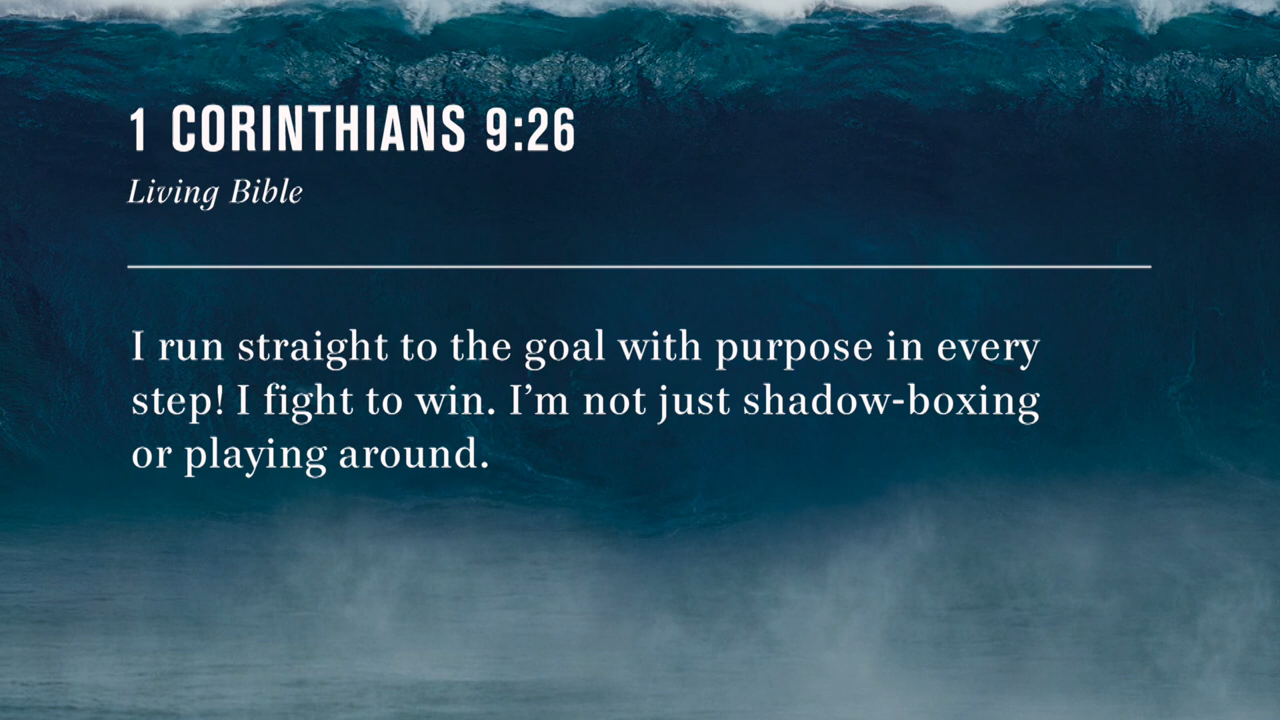 1 CORINTHIANS 9:26
Living Bible
I run straight to the goal with purpose in every
step! I fight to win. I’m not just shadow-boxing
or playing around.